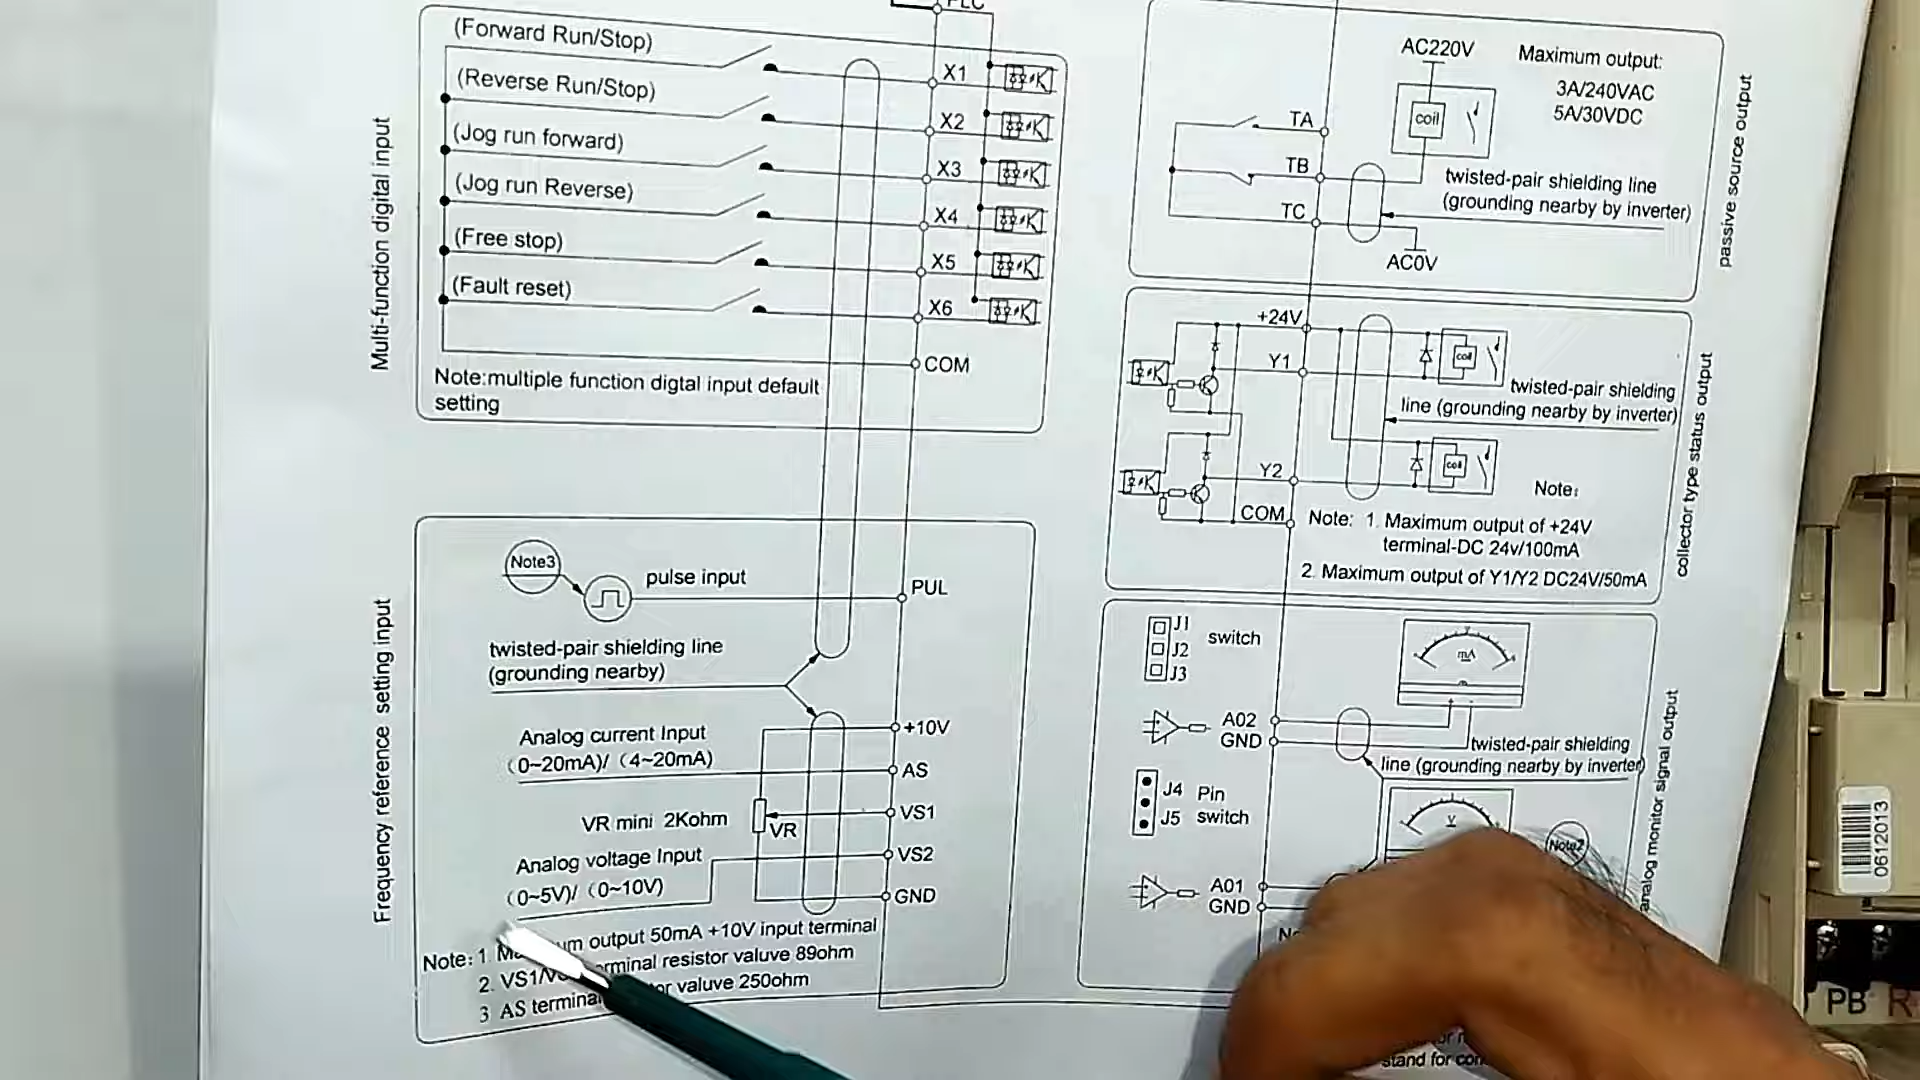 PLC
(Forward Run/Stop)
X1
(Reverse Run/Stop)
X2
(Jog run forward)
X3
(Jog run Reverse)
X4
(Free stop)
X5
(Fault reset)
X6
COM
Note:multiple function digtal input default
setting
Multi-function digital input
Note3
pulse input
PUL
twisted-pair shielding line
(grounding nearby)
+10V
Analog current Input
(0~20mA)/ (4~20mA)
AS
VR mini 2Kohm
VR
VS1
Analog voltage Input
VS2
(0~5V)/ (0~10V)
GND
Note: 1. output 50mA +10V input terminal
2. resistor valuve 89ohm
3 AS valuve 250ohm
Frequency reference setting input
AC220V
Maximum output:
3A/240VAC
5A/30VDC
coil
TA
TB
twisted-pair shielding line
(grounding nearby by inverter)
TC
AC0V
passive source output
+24V
Y1
coil
twisted-pair shielding
line (grounding nearby by inverter)
Y2
coil
Note:
COM
Note: 1. Maximum output of +24V
terminal-DC 24v/100mA
2. Maximum output of Y1/Y2 DC24V/50mA
collector type status output
J1
J2
J3
switch
mA
A02
GND
twisted-pair shielding
line (grounding nearby by inverter)
J4
J5
Pin
switch
V
Note2
A01
GND
analog monitor signal output
stand for
0612013
PB
R